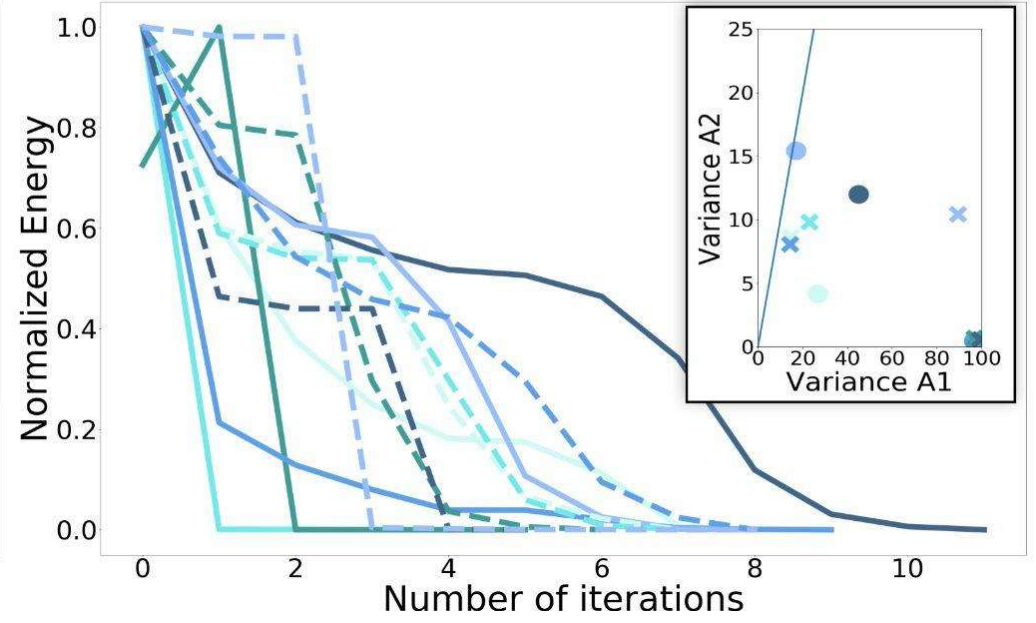 1.0
0.8
0.6
0.4
0.2
0.0
Normalized Energy
0 2 4 6 8 10
Number of iterations
25
20
15
10
5
0
Variance A2
0 20 40 60 80 100
Variance A1